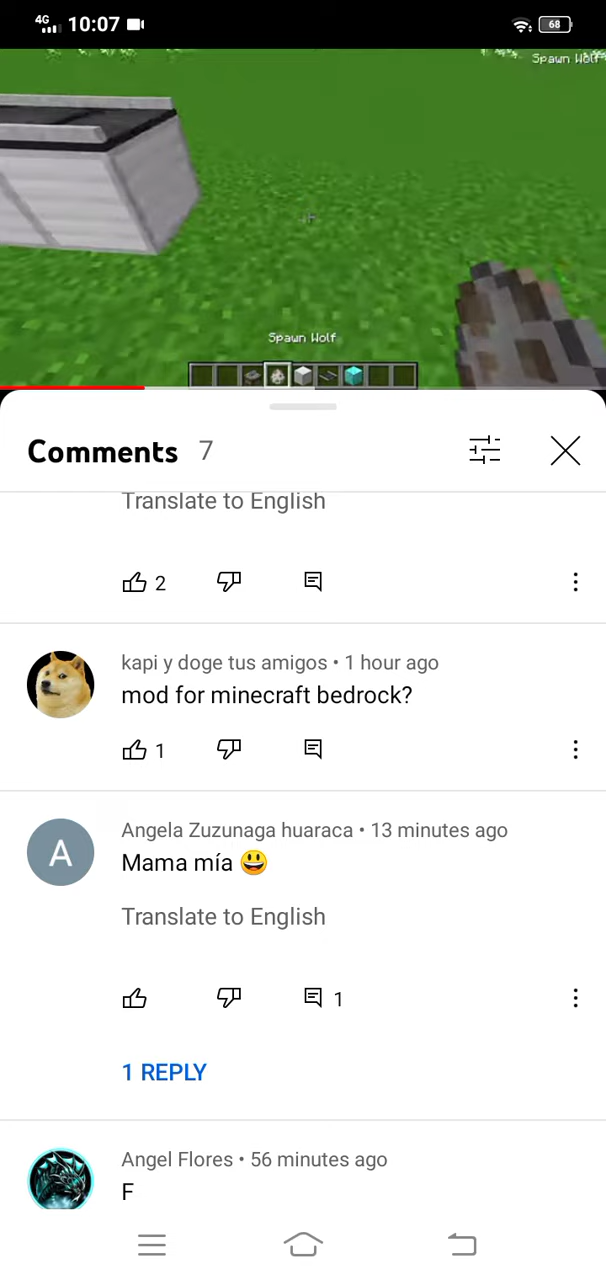 4G 10:07 68
Spawn Wolf
Spawn Wolf
Comments 7
Translate to English
2
kapi y doge tus amigos • 1 hour ago
mod for minecraft bedrock?
1
A
Angela Zuzunaga huaraca • 13 minutes ago
Mama mía 😃
Translate to English
1
1 REPLY
Angel Flores • 56 minutes ago
F